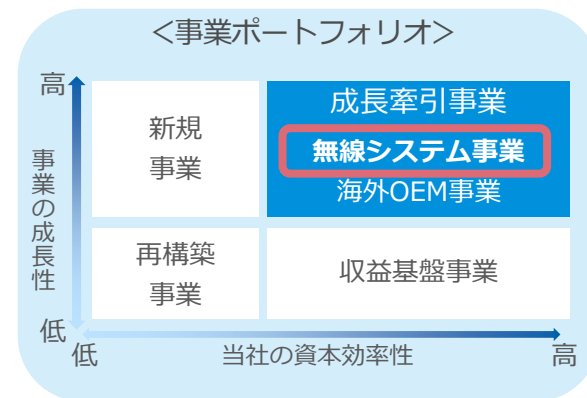 <事業ポートフォリオ>
高
事業の成長性
低
新規
事業
成長牽引事業
無線システム事業
海外OEM事業
再構築
事業
収益基盤事業
低
当社の資本効率性
高